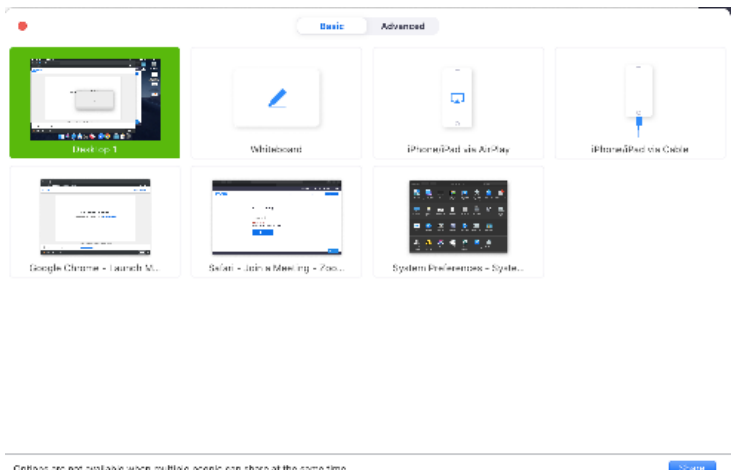 Basic Advanced
Desktop 1 Whiteboard iPhone/iPad via AirPlay iPhone/iPad via Cable
Google Chrome - Launch M... Safari - Join a Meeting - Zoo... System Preferences - Syste...
Options are not available when multiple people can share at the same time Share